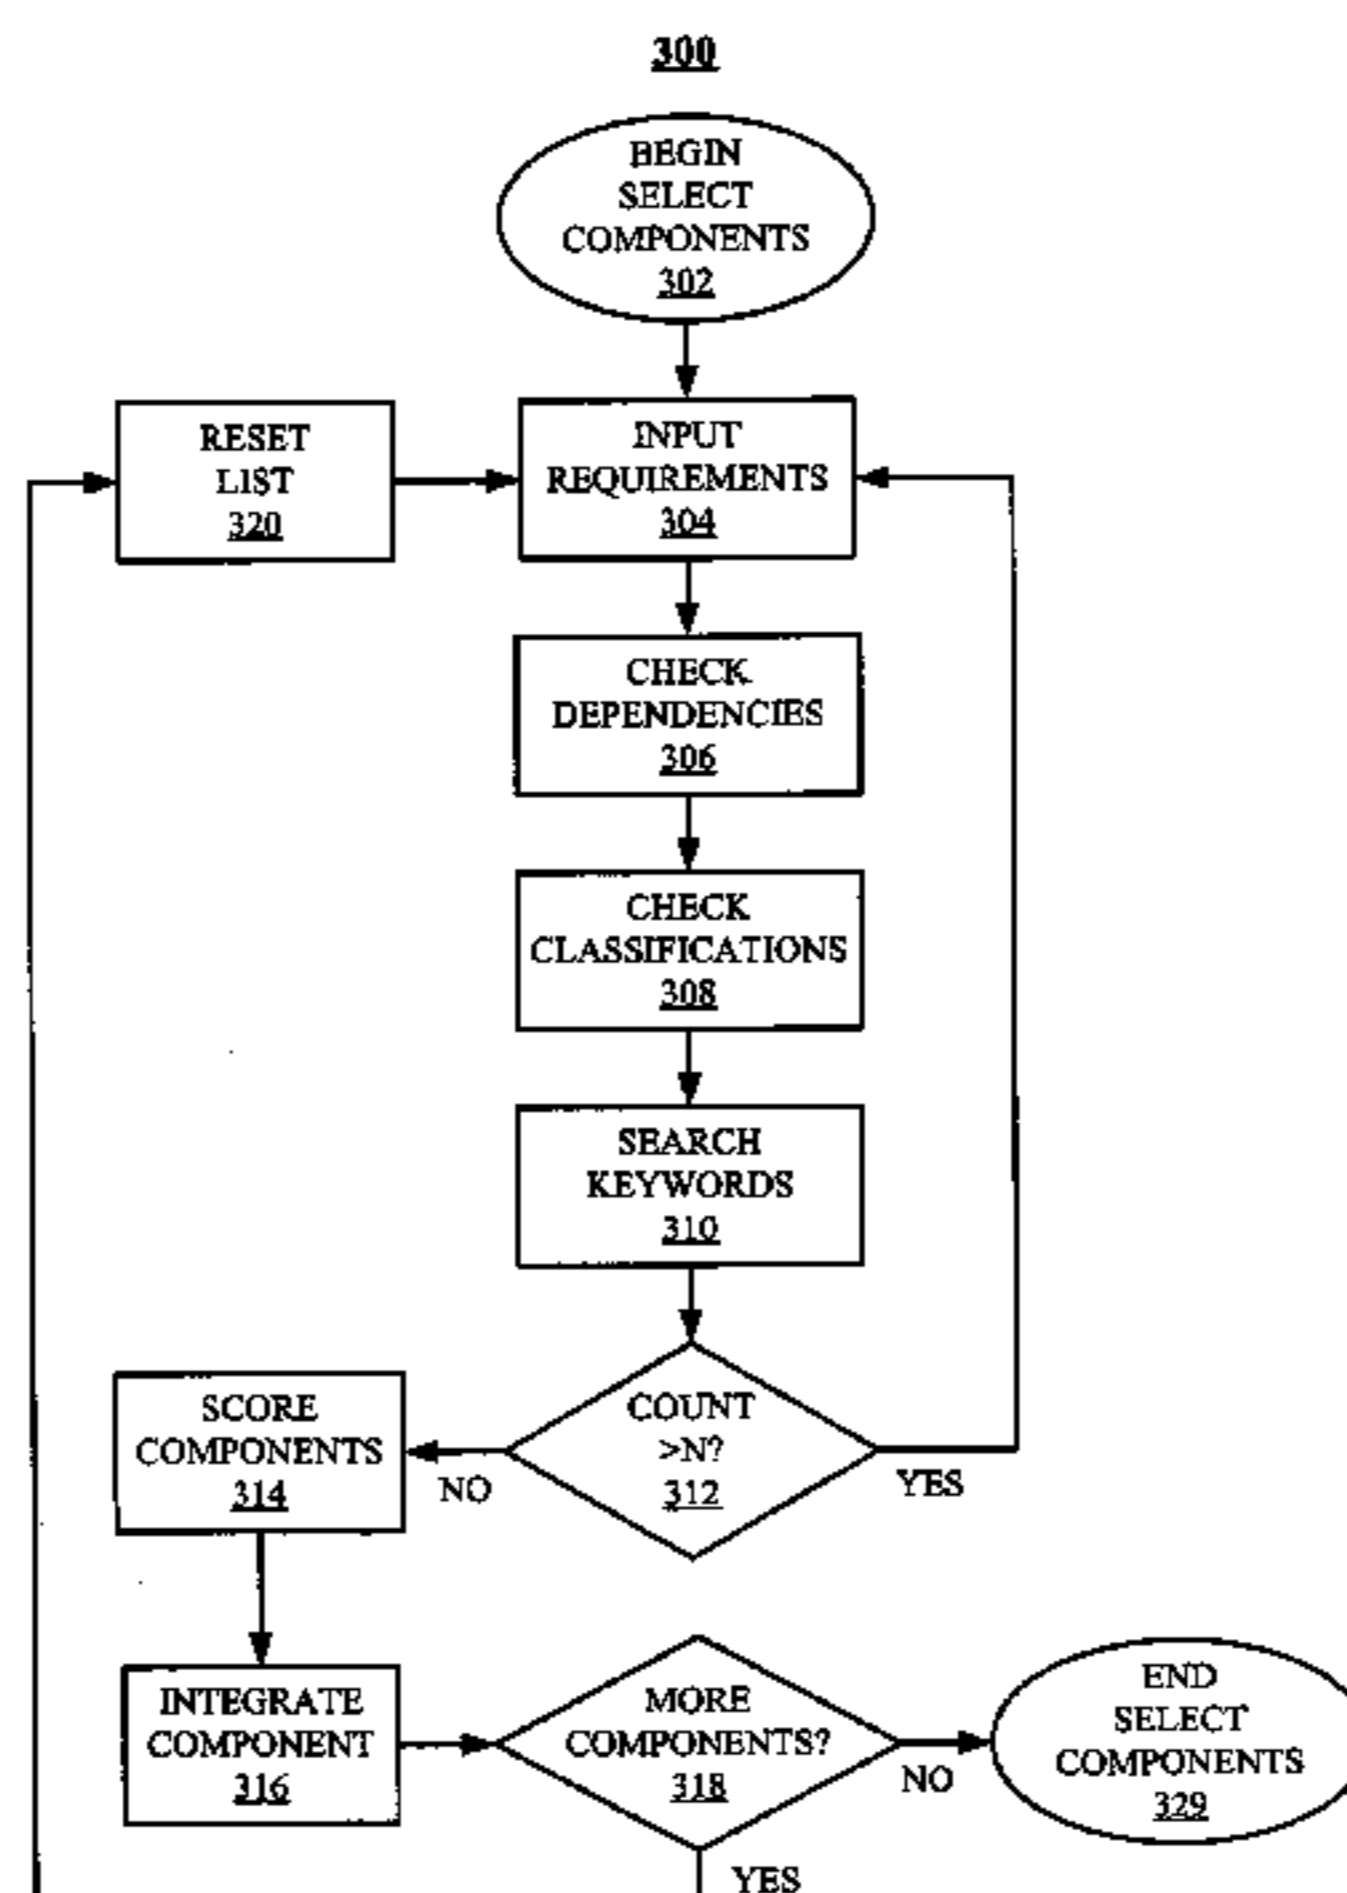 300
BEGIN
SELECT
COMPONENTS
302
RESET
LIST
320
INPUT
REQUIREMENTS
304
CHECK
DEPENDENCIES
306
CHECK
CLASSIFICATIONS
308
SEARCH
KEYWORDS
310
SCORE
COMPONENTS
314
NO
COUNT
>N?
312
YES
INTEGRATE
COMPONENT
316
MORE
COMPONENTS?
318
NO
END
SELECT
COMPONENTS
329
YES